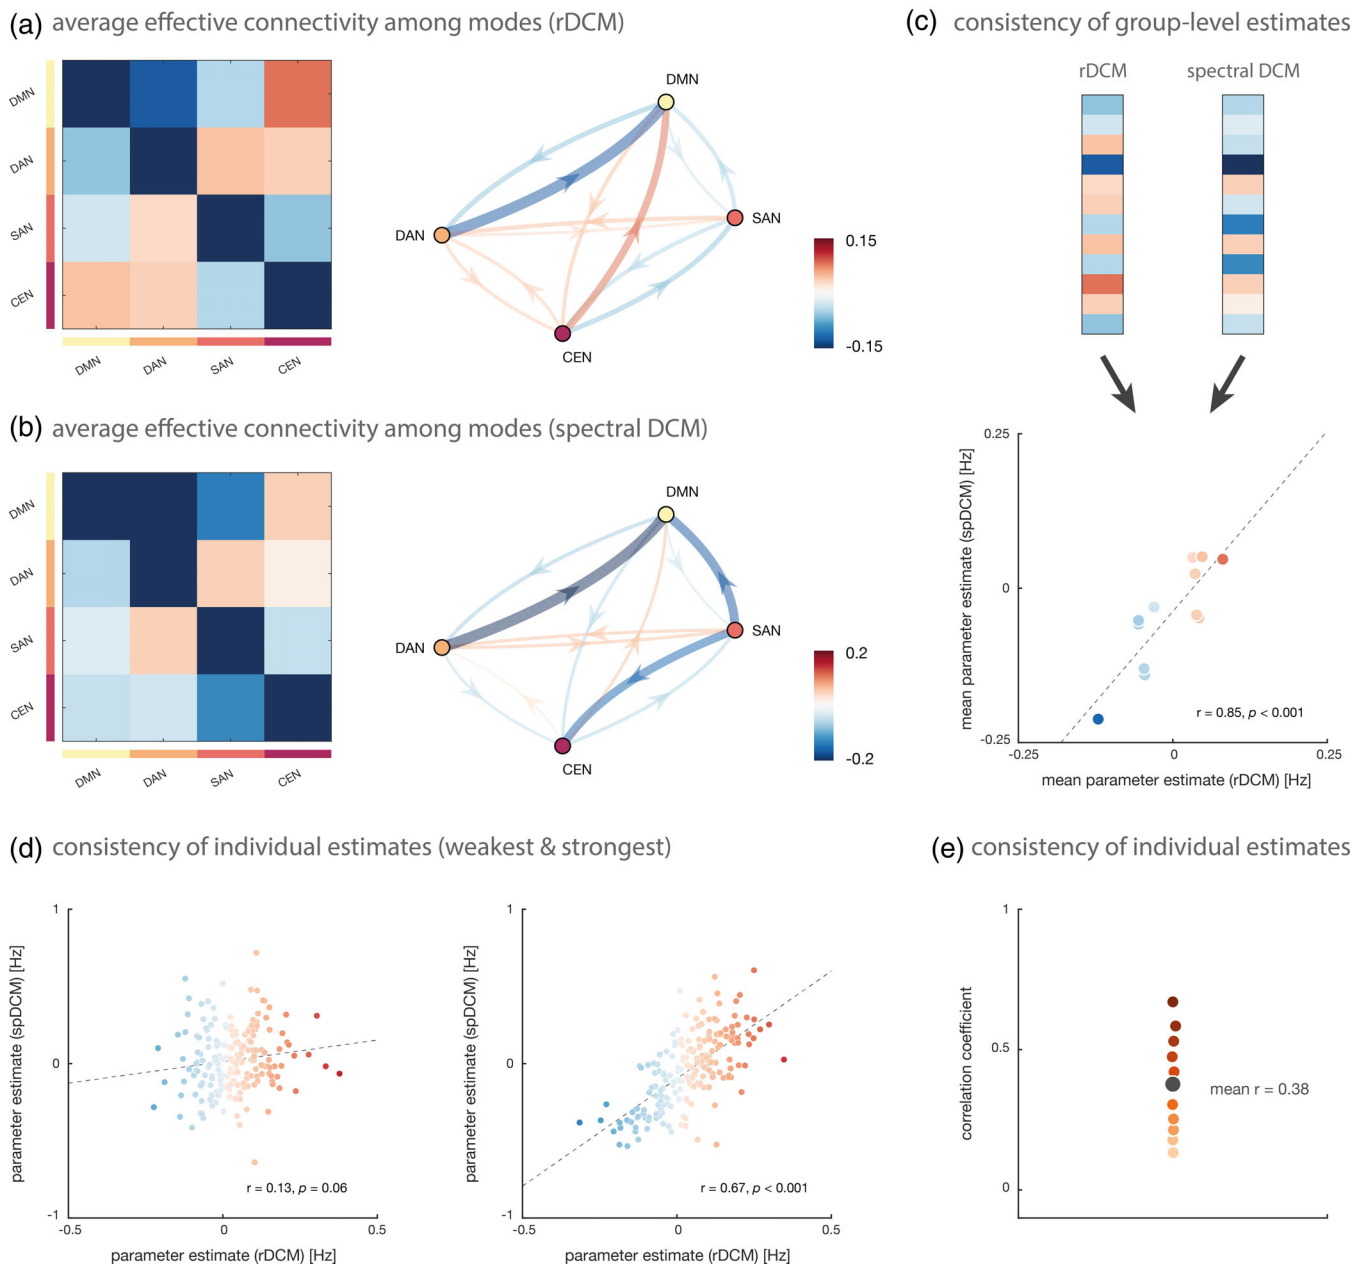 (a) average effective connectivity among modes (rDCM)
DMN
DAN
SAN
CEN
DMN
DAN
SAN
CEN
DMN
DAN
SAN
CEN
0.15
-0.15
(b) average effective connectivity among modes (spectral DCM)
DMN
DAN
SAN
CEN
DMN
DAN
SAN
CEN
DMN
DAN
SAN
CEN
0.2
-0.2
(c) consistency of group-level estimates
rDCM
spectral DCM
0.25
0
-0.25
mean parameter estimate (spDCM) [Hz]
r = 0.85, p < 0.001
-0.25
0
0.25
mean parameter estimate (rDCM) [Hz]
(d) consistency of individual estimates (weakest & strongest)
1
0
-1
parameter estimate (spDCM) [Hz]
r = 0.13, p = 0.06
-0.5
0
0.5
parameter estimate (rDCM) [Hz]
1
0
-1
parameter estimate (spDCM) [Hz]
r = 0.67, p < 0.001
-0.5
0
0.5
parameter estimate (rDCM) [Hz]
(e) consistency of individual estimates
1
0.5
0
correlation coefficient
mean r = 0.38